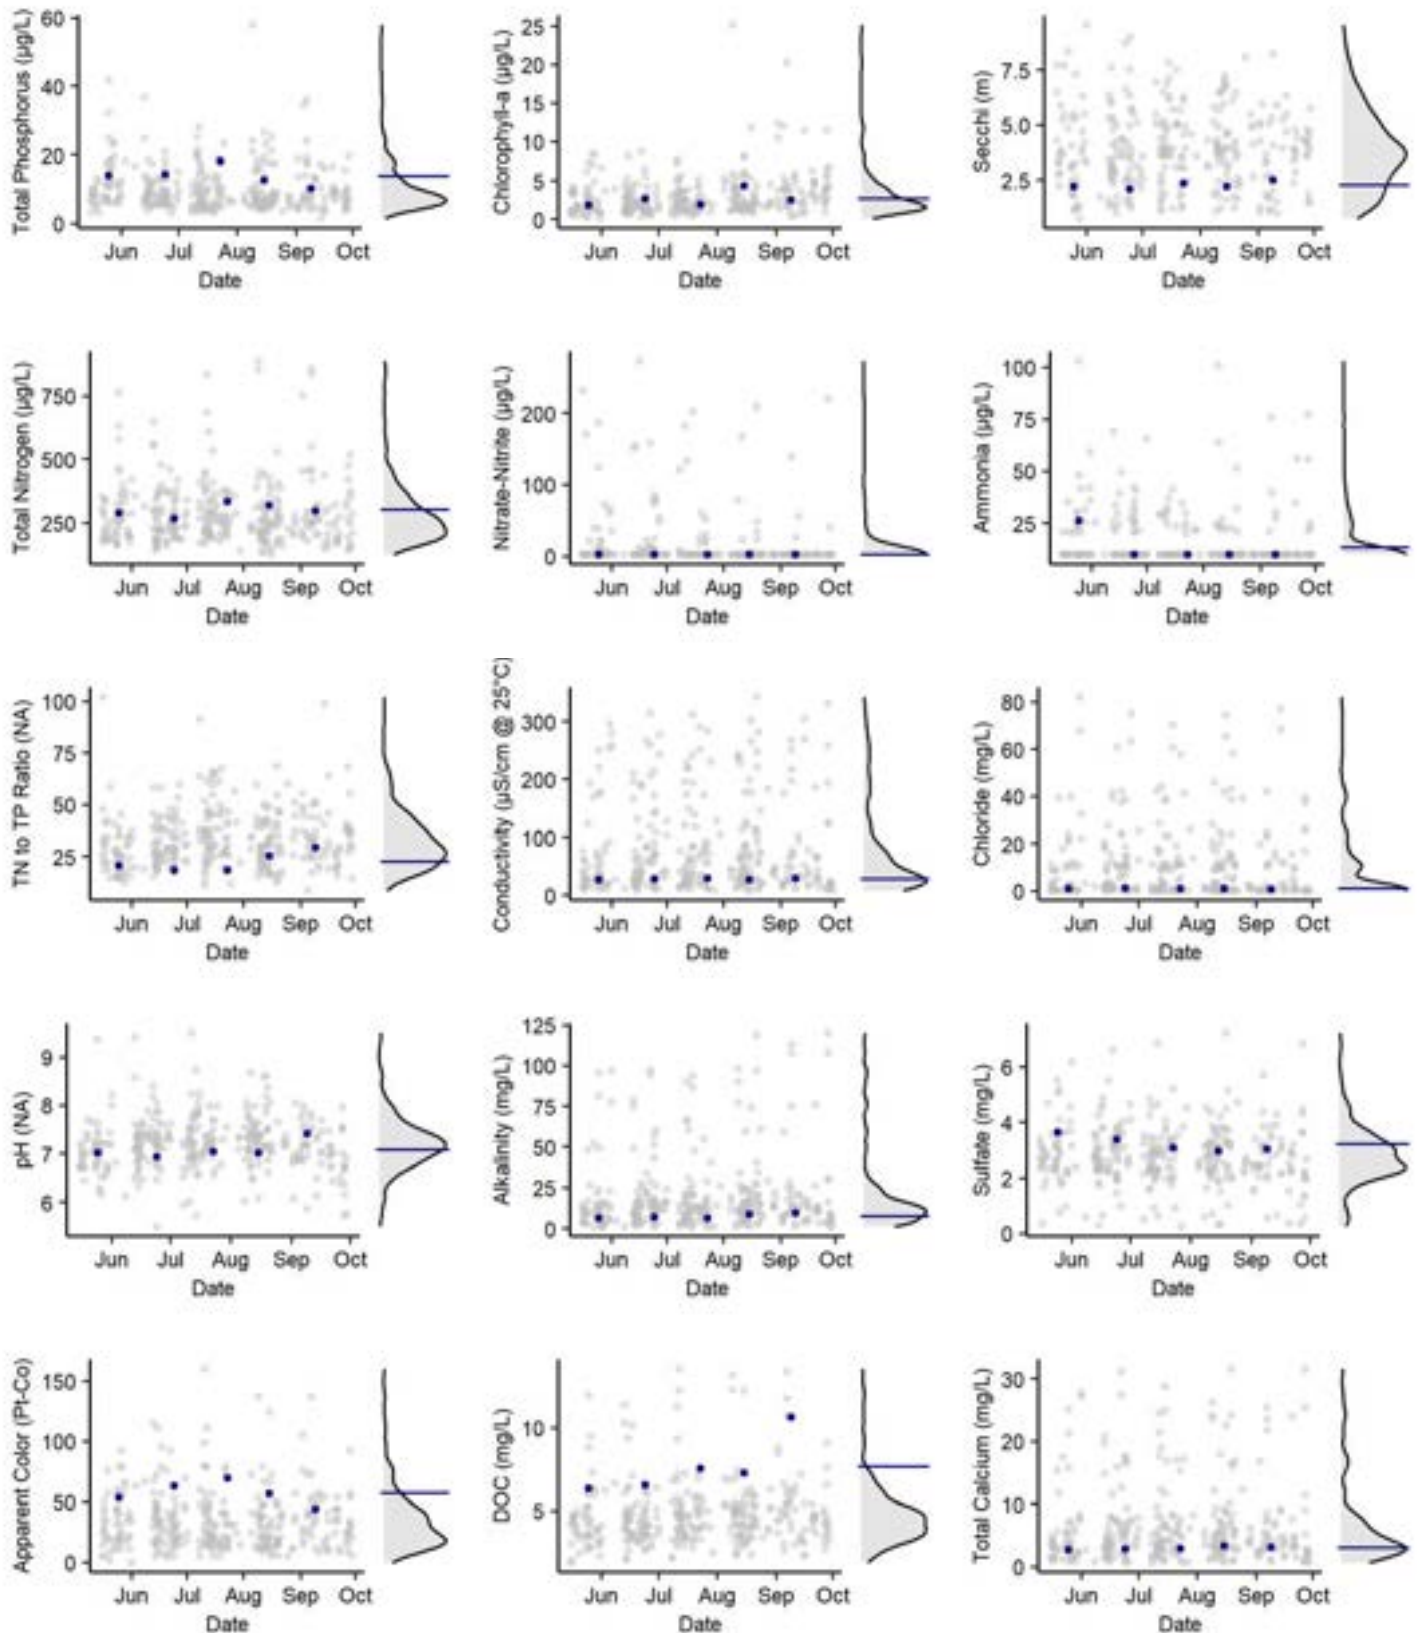 Total Phosphorus (µg/L)
60
40
20
0
Jun Jul Aug Sep Oct
Date
Chlorophyll-a (µg/L)
25
20
15
10
5
0
Jun Jul Aug Sep Oct
Date
Secchi (m)
7.5
5.0
2.5
Jun Jul Aug Sep Oct
Date
Total Nitrogen (µg/L)
750
500
250
Jun Jul Aug Sep Oct
Date
Nitrate-Nitrite (µg/L)
200
100
0
Jun Jul Aug Sep Oct
Date
Ammonia (µg/L)
100
75
50
25
Jun Jul Aug Sep Oct
Date
TN to TP Ratio (NA)
100
75
50
25
Jun Jul Aug Sep Oct
Date
Conductivity (µS/cm @ 25°C)
300
200
100
0
Jun Jul Aug Sep Oct
Date
Chloride (mg/L)
80
60
40
20
0
Jun Jul Aug Sep Oct
Date
pH (NA)
9
8
7
6
Jun Jul Aug Sep Oct
Date
Alkalinity (mg/L)
125
100
75
50
25
0
Jun Jul Aug Sep Oct
Date
Sulfate (mg/L)
6
4
2
0
Jun Jul Aug Sep Oct
Date
Apparent Color (Pt-Co)
150
100
50
0
Jun Jul Aug Sep Oct
Date
DOC (mg/L)
10
5
Jun Jul Aug Sep Oct
Date
Total Calcium (mg/L)
30
20
10
0
Jun Jul Aug Sep Oct
Date